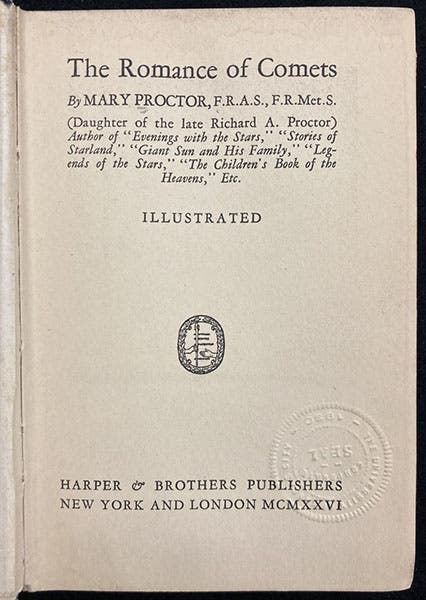 The Romance of Comets
By MARY PROCTOR, F.R.A.S., F.R.Met.S.
(Daughter of the late Richard A. Proctor)
Author of "Evenings with the Stars," "Stories of
Starland," "Giant Sun and His Family," "Leg-
ends of the Stars," "The Children's Book of the
Heavens," Etc.
ILLUSTRATED
HARPER & BROTHERS PUBLISHERS
NEW YORK AND LONDON MCMXXVI
SEAL